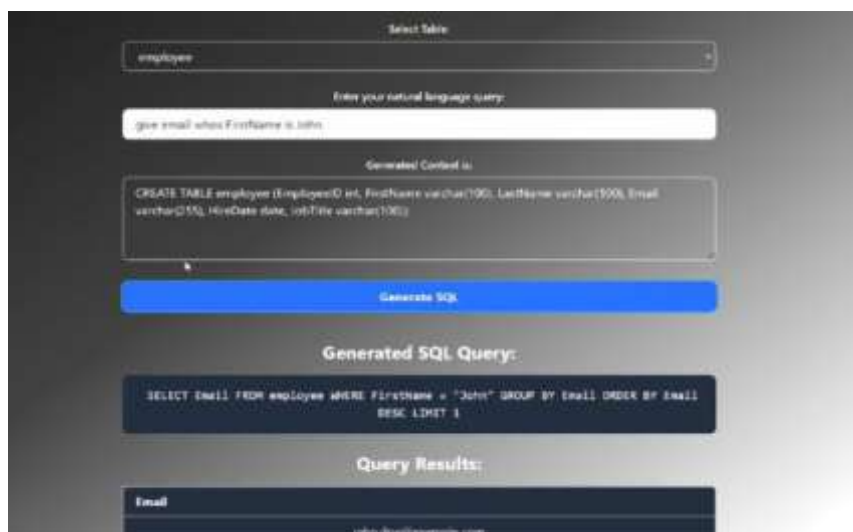 Select Table:
employee
Enter your natural language query:
give email when FirstName is John
Generated Context is:
CREATE TABLE employee (EmployeeID int, FirstName varchar(100), LastName varchar(100), Email
varchar(255), HireDate date, JobTitle varchar(100))
Generate SQL
Generated SQL Query:
SELECT Email FROM employee WHERE FirstName = "John" GROUP BY Email ORDER BY Email
DESC LIMIT 1
Query Results:
Email